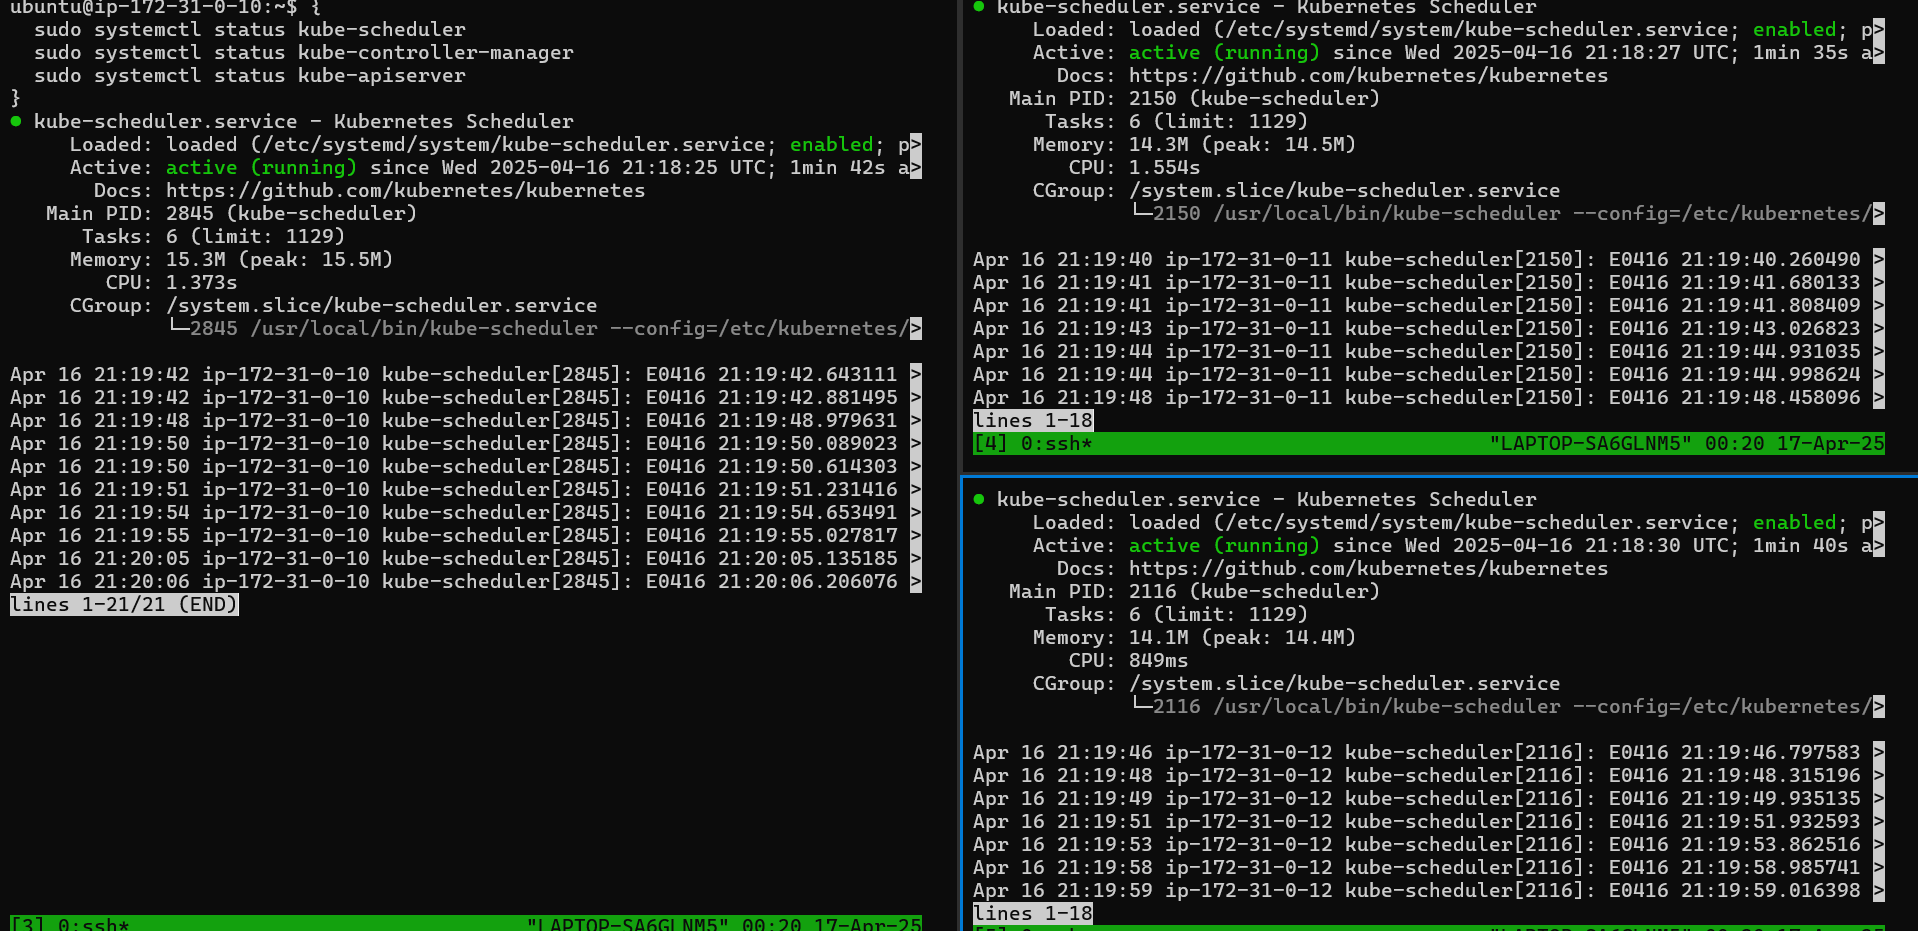 ubuntu@ip-172-31-0-10:~$ {
  sudo systemctl status kube-scheduler
  sudo systemctl status kube-controller-manager
  sudo systemctl status kube-apiserver
}
● kube-scheduler.service - Kubernetes Scheduler
     Loaded: loaded (/etc/systemd/system/kube-scheduler.service; enabled; p>
     Active: active (running) since Wed 2025-04-16 21:18:25 UTC; 1min 42s a>
       Docs: https://github.com/kubernetes/kubernetes
   Main PID: 2845 (kube-scheduler)
      Tasks: 6 (limit: 1129)
     Memory: 15.3M (peak: 15.5M)
        CPU: 1.373s
     CGroup: /system.slice/kube-scheduler.service
             └─2845 /usr/local/bin/kube-scheduler --config=/etc/kubernetes/>
Apr 16 21:19:42 ip-172-31-0-10 kube-scheduler[2845]: E0416 21:19:42.643111 >
Apr 16 21:19:42 ip-172-31-0-10 kube-scheduler[2845]: E0416 21:19:42.881495 >
Apr 16 21:19:48 ip-172-31-0-10 kube-scheduler[2845]: E0416 21:19:48.979631 >
Apr 16 21:19:50 ip-172-31-0-10 kube-scheduler[2845]: E0416 21:19:50.089023 >
Apr 16 21:19:50 ip-172-31-0-10 kube-scheduler[2845]: E0416 21:19:50.614303 >
Apr 16 21:19:51 ip-172-31-0-10 kube-scheduler[2845]: E0416 21:19:51.231416 >
Apr 16 21:19:54 ip-172-31-0-10 kube-scheduler[2845]: E0416 21:19:54.653491 >
Apr 16 21:19:55 ip-172-31-0-10 kube-scheduler[2845]: E0416 21:19:55.027817 >
Apr 16 21:20:05 ip-172-31-0-10 kube-scheduler[2845]: E0416 21:20:05.135185 >
Apr 16 21:20:06 ip-172-31-0-10 kube-scheduler[2845]: E0416 21:20:06.206076 >
lines 1-21/21 (END)
[3] 0:ssh* "LAPTOP-SA6GLNM5" 00:20 17-Apr-25
● kube-scheduler.service - Kubernetes Scheduler
     Loaded: loaded (/etc/systemd/system/kube-scheduler.service; enabled; p>
     Active: active (running) since Wed 2025-04-16 21:18:27 UTC; 1min 35s a>
       Docs: https://github.com/kubernetes/kubernetes
   Main PID: 2150 (kube-scheduler)
      Tasks: 6 (limit: 1129)
     Memory: 14.3M (peak: 14.5M)
        CPU: 1.554s
     CGroup: /system.slice/kube-scheduler.service
             └─2150 /usr/local/bin/kube-scheduler --config=/etc/kubernetes/>
Apr 16 21:19:40 ip-172-31-0-11 kube-scheduler[2150]: E0416 21:19:40.260490 >
Apr 16 21:19:41 ip-172-31-0-11 kube-scheduler[2150]: E0416 21:19:41.680133 >
Apr 16 21:19:41 ip-172-31-0-11 kube-scheduler[2150]: E0416 21:19:41.808409 >
Apr 16 21:19:43 ip-172-31-0-11 kube-scheduler[2150]: E0416 21:19:43.026823 >
Apr 16 21:19:44 ip-172-31-0-11 kube-scheduler[2150]: E0416 21:19:44.931035 >
Apr 16 21:19:44 ip-172-31-0-11 kube-scheduler[2150]: E0416 21:19:44.998624 >
Apr 16 21:19:48 ip-172-31-0-11 kube-scheduler[2150]: E0416 21:19:48.458096 >
lines 1-18
[4] 0:ssh* "LAPTOP-SA6GLNM5" 00:20 17-Apr-25
● kube-scheduler.service - Kubernetes Scheduler
     Loaded: loaded (/etc/systemd/system/kube-scheduler.service; enabled; p>
     Active: active (running) since Wed 2025-04-16 21:18:30 UTC; 1min 40s a>
       Docs: https://github.com/kubernetes/kubernetes
   Main PID: 2116 (kube-scheduler)
      Tasks: 6 (limit: 1129)
     Memory: 14.1M (peak: 14.4M)
        CPU: 849ms
     CGroup: /system.slice/kube-scheduler.service
             └─2116 /usr/local/bin/kube-scheduler --config=/etc/kubernetes/>
Apr 16 21:19:46 ip-172-31-0-12 kube-scheduler[2116]: E0416 21:19:46.797583 >
Apr 16 21:19:48 ip-172-31-0-12 kube-scheduler[2116]: E0416 21:19:48.315196 >
Apr 16 21:19:49 ip-172-31-0-12 kube-scheduler[2116]: E0416 21:19:49.935135 >
Apr 16 21:19:51 ip-172-31-0-12 kube-scheduler[2116]: E0416 21:19:51.932593 >
Apr 16 21:19:53 ip-172-31-0-12 kube-scheduler[2116]: E0416 21:19:53.862516 >
Apr 16 21:19:58 ip-172-31-0-12 kube-scheduler[2116]: E0416 21:19:58.985741 >
Apr 16 21:19:59 ip-172-31-0-12 kube-scheduler[2116]: E0416 21:19:59.016398 >
lines 1-18